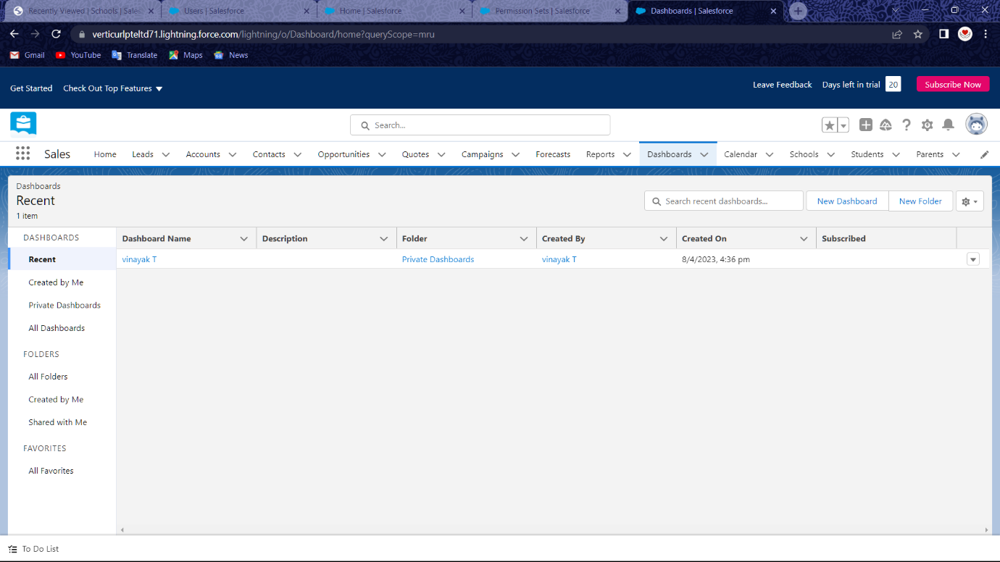 Recently Viewed | Schools | Sales
Users | Salesforce
Home | Salesforce
Permission Sets | Salesforce
Dashboards | Salesforce
verticurlpteltd71.lightning.force.com/lightning/o/Dashboard/home?queryScope=mru
Gmail YouTube Translate Maps News
Get Started Check Out Top Features Leave Feedback Days left in trial 20 Subscribe Now
Search...
Sales Home Leads Accounts Contacts Opportunities Quotes Campaigns Forecasts Reports Dashboards Calendar Schools Students Parents
Dashboards
Recent
1 item
Search recent dashboards... New Dashboard New Folder
DASHBOARDS
Recent
Created by Me
Private Dashboards
All Dashboards
FOLDERS
All Folders
Created by Me
Shared with Me
FAVORITES
All Favorites
Dashboard Name Description Folder Created By Created On Subscribed
vinayak T Private Dashboards vinayak T 8/4/2023, 4:36 pm
To Do List